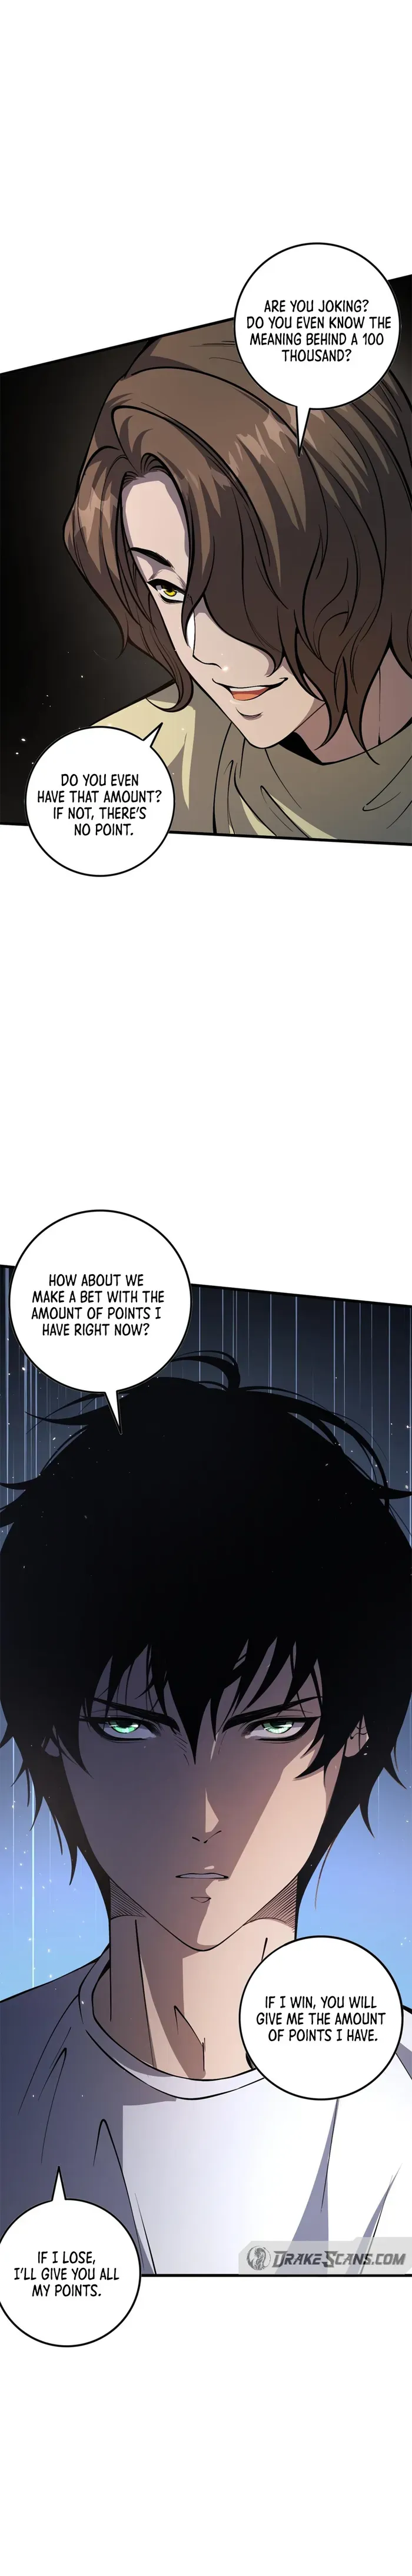 ARE YOU JOKING?
DO YOU EVEN KNOW THE
MEANING BEHIND A 100
THOUSAND?
DO YOU EVEN
HAVE THAT AMOUNT?
IF NOT, THERE'S
NO POINT.
HOW ABOUT WE
MAKE A BET WITH THE
AMOUNT OF POINTS I
HAVE RIGHT NOW?
IF I WIN, YOU WILL
GIVE ME THE AMOUNT
OF POINTS I HAVE.
DRAKESCANS.COM
IF I LOSE,
I'LL GIVE YOU ALL
MY POINTS.